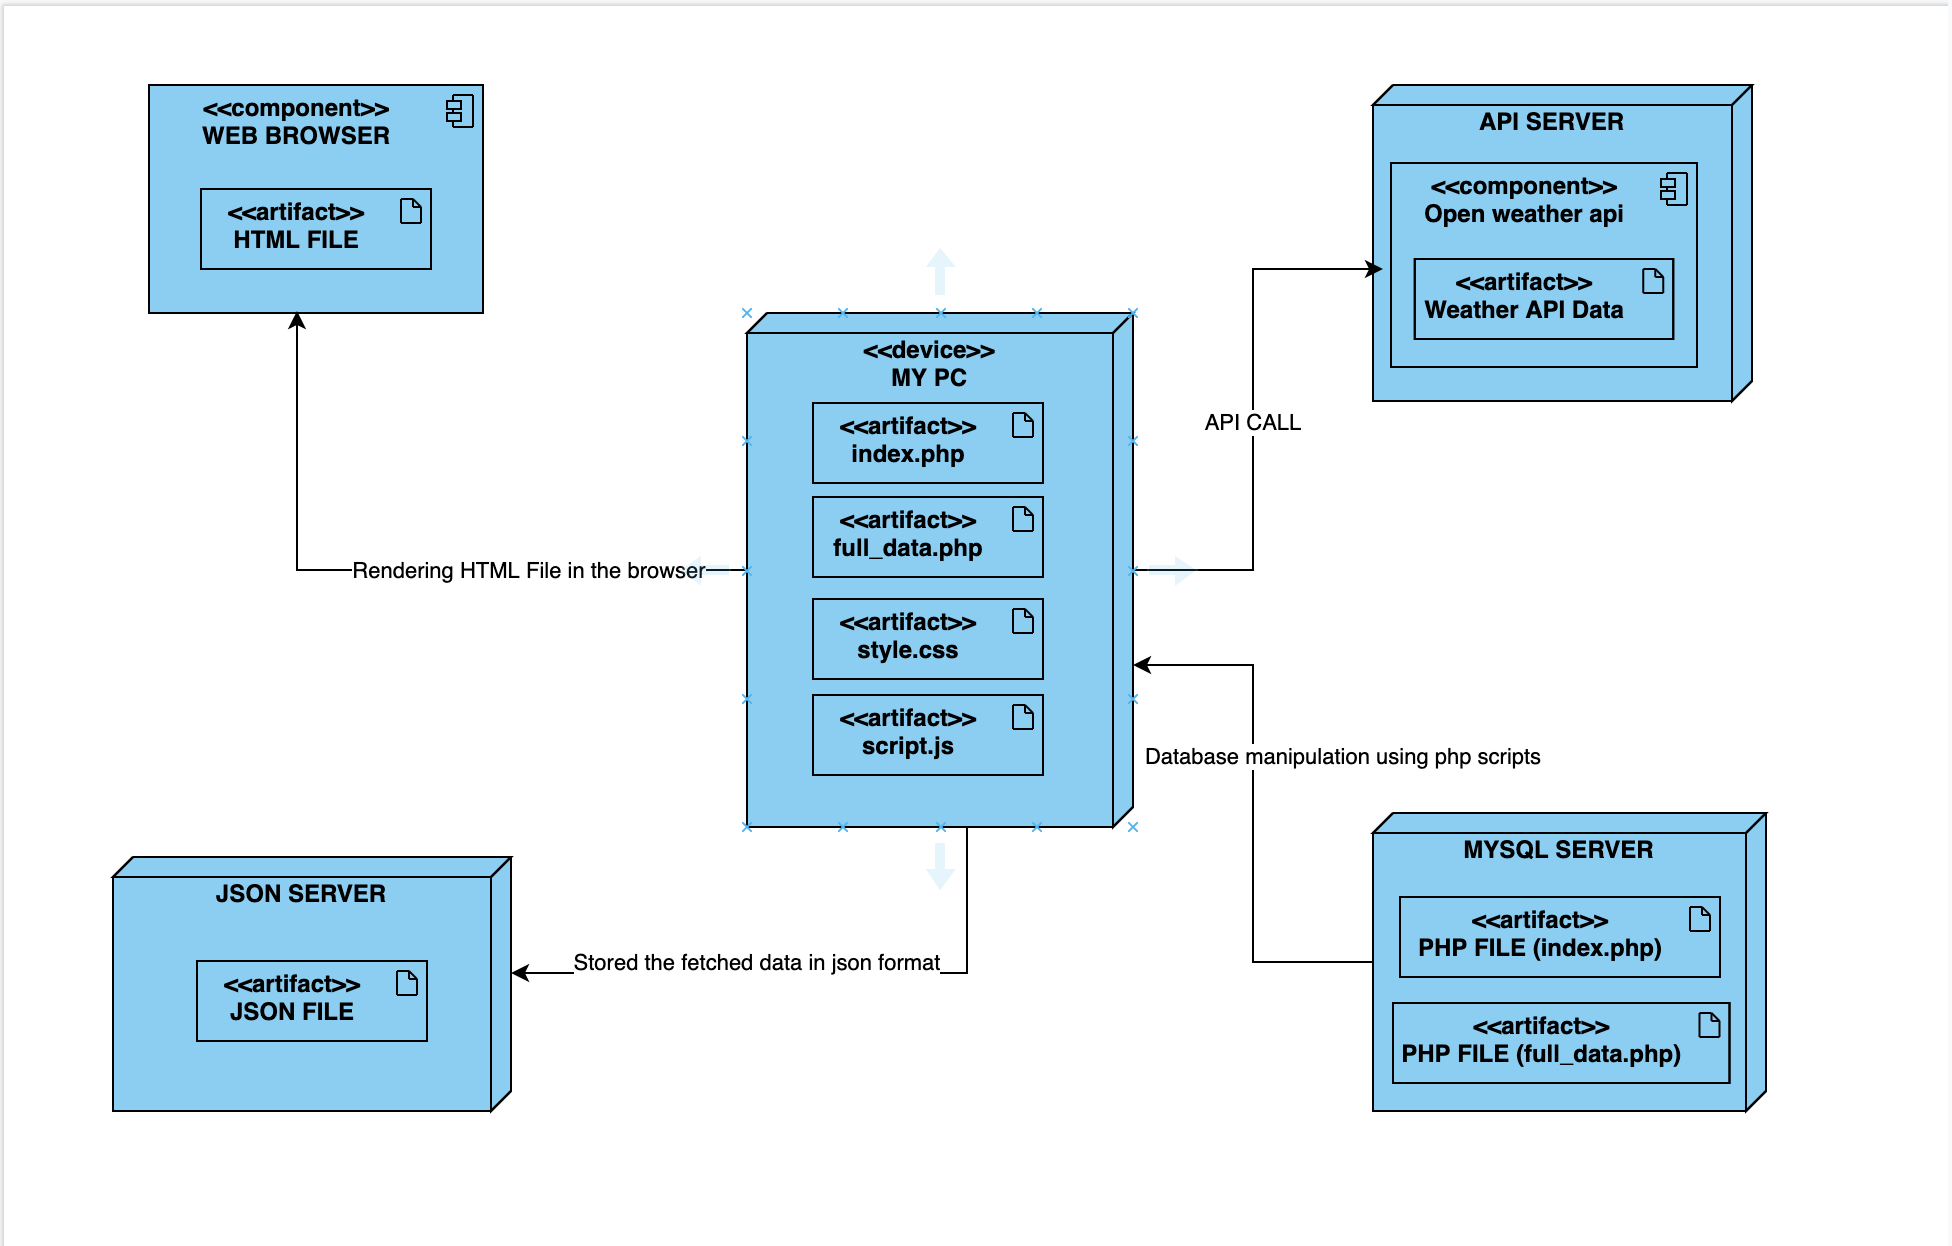 <<component>>
WEB BROWSER
<<artifact>>
HTML FILE
API SERVER
<<component>>
Open weather api
<<artifact>>
Weather API Data
<<device>>
MY PC
<<artifact>>
index.php
<<artifact>>
full_data.php
<<artifact>>
style.css
<<artifact>>
script.js
API CALL
Rendering HTML File in the browser
Database manipulation using php scripts
JSON SERVER
<<artifact>>
JSON FILE
Stored the fetched data in json format
MYSQL SERVER
<<artifact>>
PHP FILE (index.php)
<<artifact>>
PHP FILE (full_data.php)